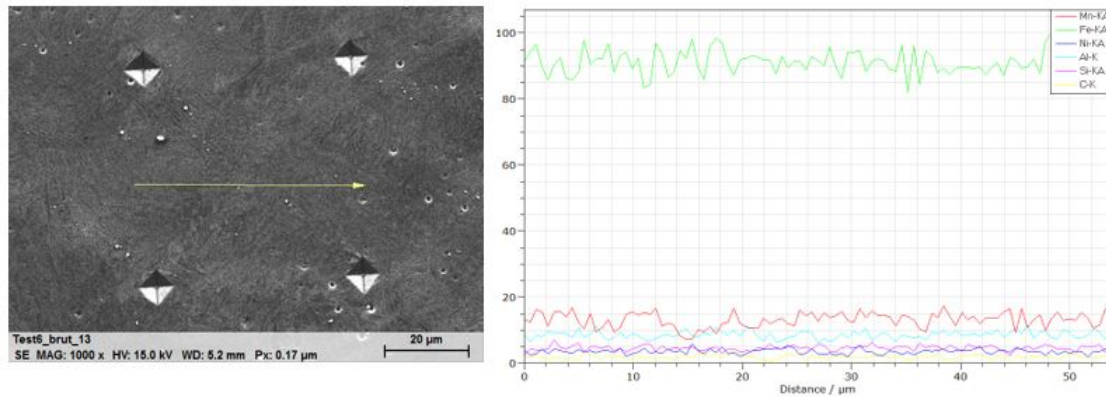 Test6_brut_13
SE MAG: 1000 x HV: 15.0 kV WD: 5.2 mm Px: 0.17 µm
20 µm
Mn-KA
Fe-KA
Ni-KA
Al-K
Si-KA
C-K
100
80
60
40
20
0
0 10 20 30 40 50
Distance / µm